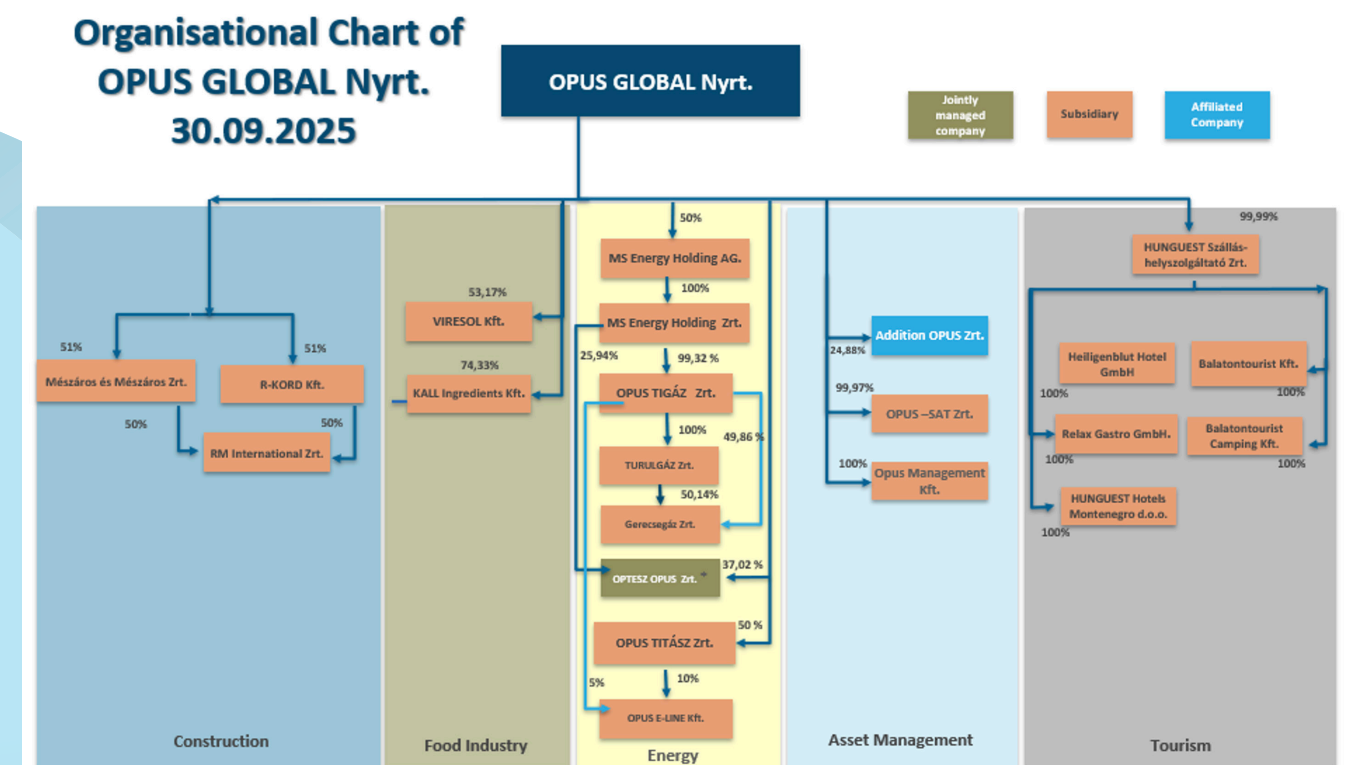 Organisational Chart of
OPUS GLOBAL Nyrt.
30.09.2025
OPUS GLOBAL Nyrt.
Jointly
managed
company
Subsidiary
Affiliated
Company
51%
51%
Mészáros és Mészáros Zrt.
R-KORD Kft.
50%
50%
RM International Zrt.
Construction
53,17%
VIRESOL Kft.
74,33%
KALL Ingredients Kft.
Food Industry
50%
MS Energy Holding AG.
100%
MS Energy Holding Zrt.
25,94%
99,32 %
OPUS TIGÁZ Zrt.
100%
49,86 %
TURULGÁZ Zrt.
50,14%
Gerecsegáz Zrt.
37,02 %
OPTESZ OPUS Zrt. *
50 %
OPUS TITÁSZ Zrt.
10%
5%
OPUS E-LINE Kft.
Energy
Addition OPUS Zrt.
24,88%
99,97%
OPUS –SAT Zrt.
100%
Opus Management
Kft.
Asset Management
99,99%
HUNGUEST Szállás-
helyszolgáltató Zrt.
Heiligenblut Hotel
GmbH
100%
Balatontourist Kft.
100%
Relax Gastro GmbH.
100%
Balatontourist
Camping Kft.
100%
HUNGUEST Hotels
Montenegro d.o.o.
100%
Tourism